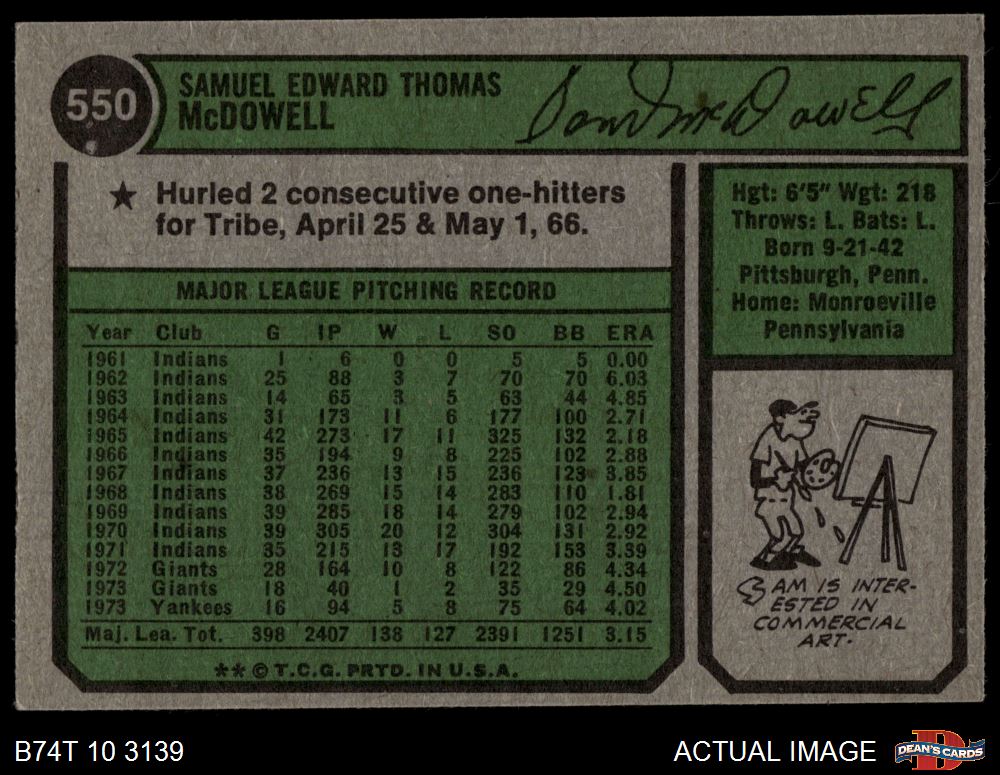 550
SAMUEL EDWARD THOMAS
McDOWELL
Sam McDowell
★ Hurled 2 consecutive one-hitters
for Tribe, April 25 & May 1, 66.
Hgt: 6'5" Wgt: 218
Throws: L. Bats: L.
Born 9-21-42
Pittsburgh, Penn.
Home: Monroeville
Pennsylvania
MAJOR LEAGUE PITCHING RECORD
Year Club G IP W L SO BB ERA
1961 Indians 1 6 0 0 5 5 0.00
1962 Indians 25 88 3 7 70 70 6.03
1963 Indians 14 65 3 5 63 44 4.85
1964 Indians 31 173 11 6 177 100 2.71
1965 Indians 42 273 17 11 325 132 2.18
1966 Indians 35 194 9 8 225 102 2.88
1967 Indians 37 236 13 15 236 123 3.85
1968 Indians 38 269 15 14 283 110 1.81
1969 Indians 39 285 18 14 279 102 2.94
1970 Indians 39 305 20 12 304 131 2.92
1971 Indians 35 215 13 17 192 153 3.39
1972 Giants 28 164 10 8 122 86 4.34
1973 Giants 18 40 1 2 35 29 4.50
1973 Yankees 16 94 5 8 75 64 4.02
Maj. Lea. Tot. 398 2407 138 127 2391 1251 3.15
** © T.C.G. PRTD. IN U.S.A.
SAM IS INTER-
ESTED IN
COMMERCIAL
ART.
B74T 10 3139
ACTUAL IMAGE
D
DEAN'S CARDS